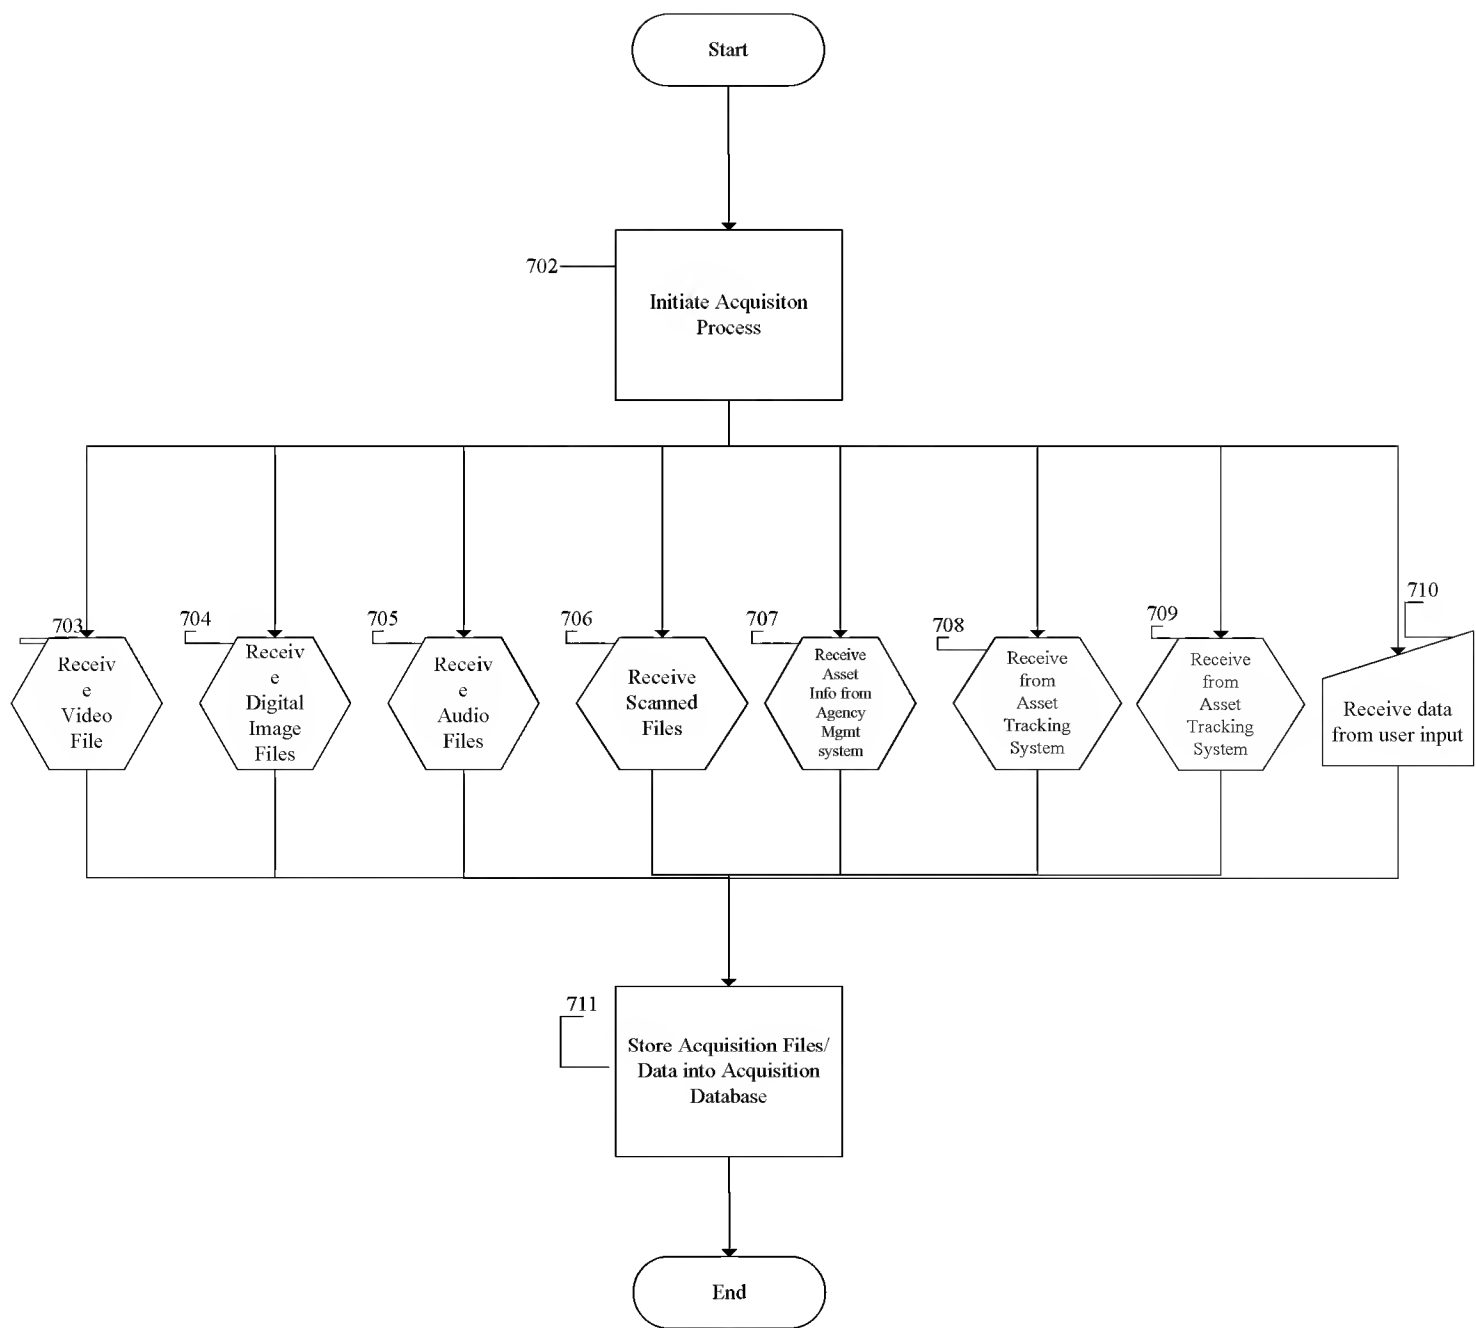 Start
702
Initiate Acquisiton
Process
703
Receiv
e
Video
File
704
Receiv
e
Digital
Image
Files
705
Receiv
e
Audio
Files
706
Receive
Scanned
Files
707
Receive
Asset
Info from
Agency
Mgmt
system
708
Receive
from
Asset
Tracking
System
709
Receive
from
Asset
Tracking
System
710
Receive data
from user input
711
Store Acquisition Files/
Data into Acquisition
Database
End